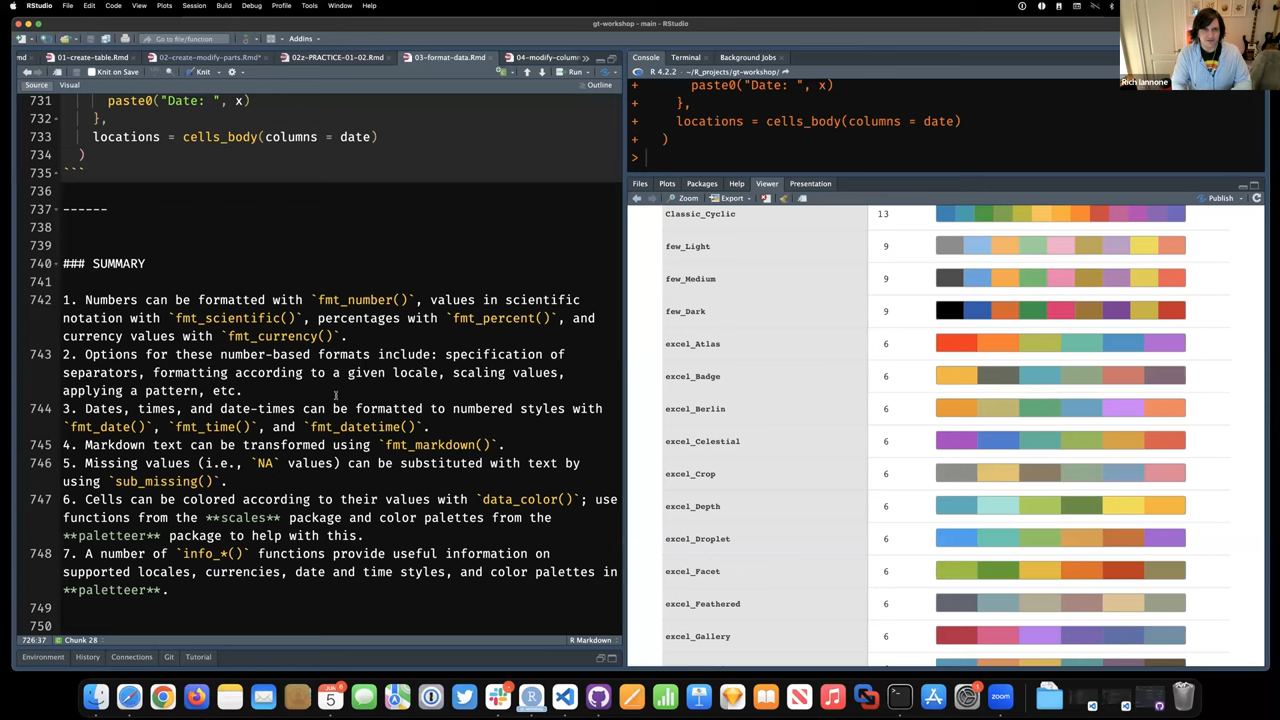 RStudio File Edit Code View Plots Session Build Debug Profile Tools Window Help
gt-workshop - main - RStudio
Go to file/function Addins
md 01-create-table.Rmd 02-create-modify-parts.Rmd* 02z-PRACTICE-01-02.Rmd 03-format-data.Rmd 04-modify-colum
Knit on Save Knit Run
Source Visual Outline
731 paste0("Date: ", x)
732 },
733 locations = cells_body(columns = date)
734 )
735 ```
736
737 ------
738
739
740 ### SUMMARY
741
742 1. Numbers can be formatted with `fmt_number()`, values in scientific
notation with `fmt_scientific()`, percentages with `fmt_percent()`, and
currency values with `fmt_currency()`.
743 2. Options for these number-based formats include: specification of
separators, formatting according to a given locale, scaling values,
applying a pattern, etc.
744 3. Dates, times, and date-times can be formatted to numbered styles with
`fmt_date()`, `fmt_time()`, and `fmt_datetime()`.
745 4. Markdown text can be transformed using `fmt_markdown()`.
746 5. Missing values (i.e., `NA` values) can be substituted with text by
using `sub_missing()`.
747 6. Cells can be colored according to their values with `data_color()`; use
functions from the **scales** package and color palettes from the
**paletteer** package to help with this.
748 7. A number of `info_*()` functions provide useful information on
supported locales, currencies, date and time styles, and color palettes in
**paletteer**.
749
750
726:37 Chunk 28 R Markdown
Environment History Connections Git Tutorial
Console Terminal Background Jobs
R 4.2.2 · ~/R_projects/gt-workshop/
+ paste0("Date: ", x)
+ },
+ locations = cells_body(columns = date)
+ )
>
Files Plots Packages Help Viewer Presentation
Zoom Export Publish
Classic_Cyclic 13
few_Light 9
few_Medium 9
few_Dark 9
excel_Atlas 6
excel_Badge 6
excel_Berlin 6
excel_Celestial 6
excel_Crop 6
excel_Depth 6
excel_Droplet 6
excel_Facet 6
excel_Feathered 6
excel_Gallery 6
Rich Iannone
JUN 6
5
1
R
1
zoom